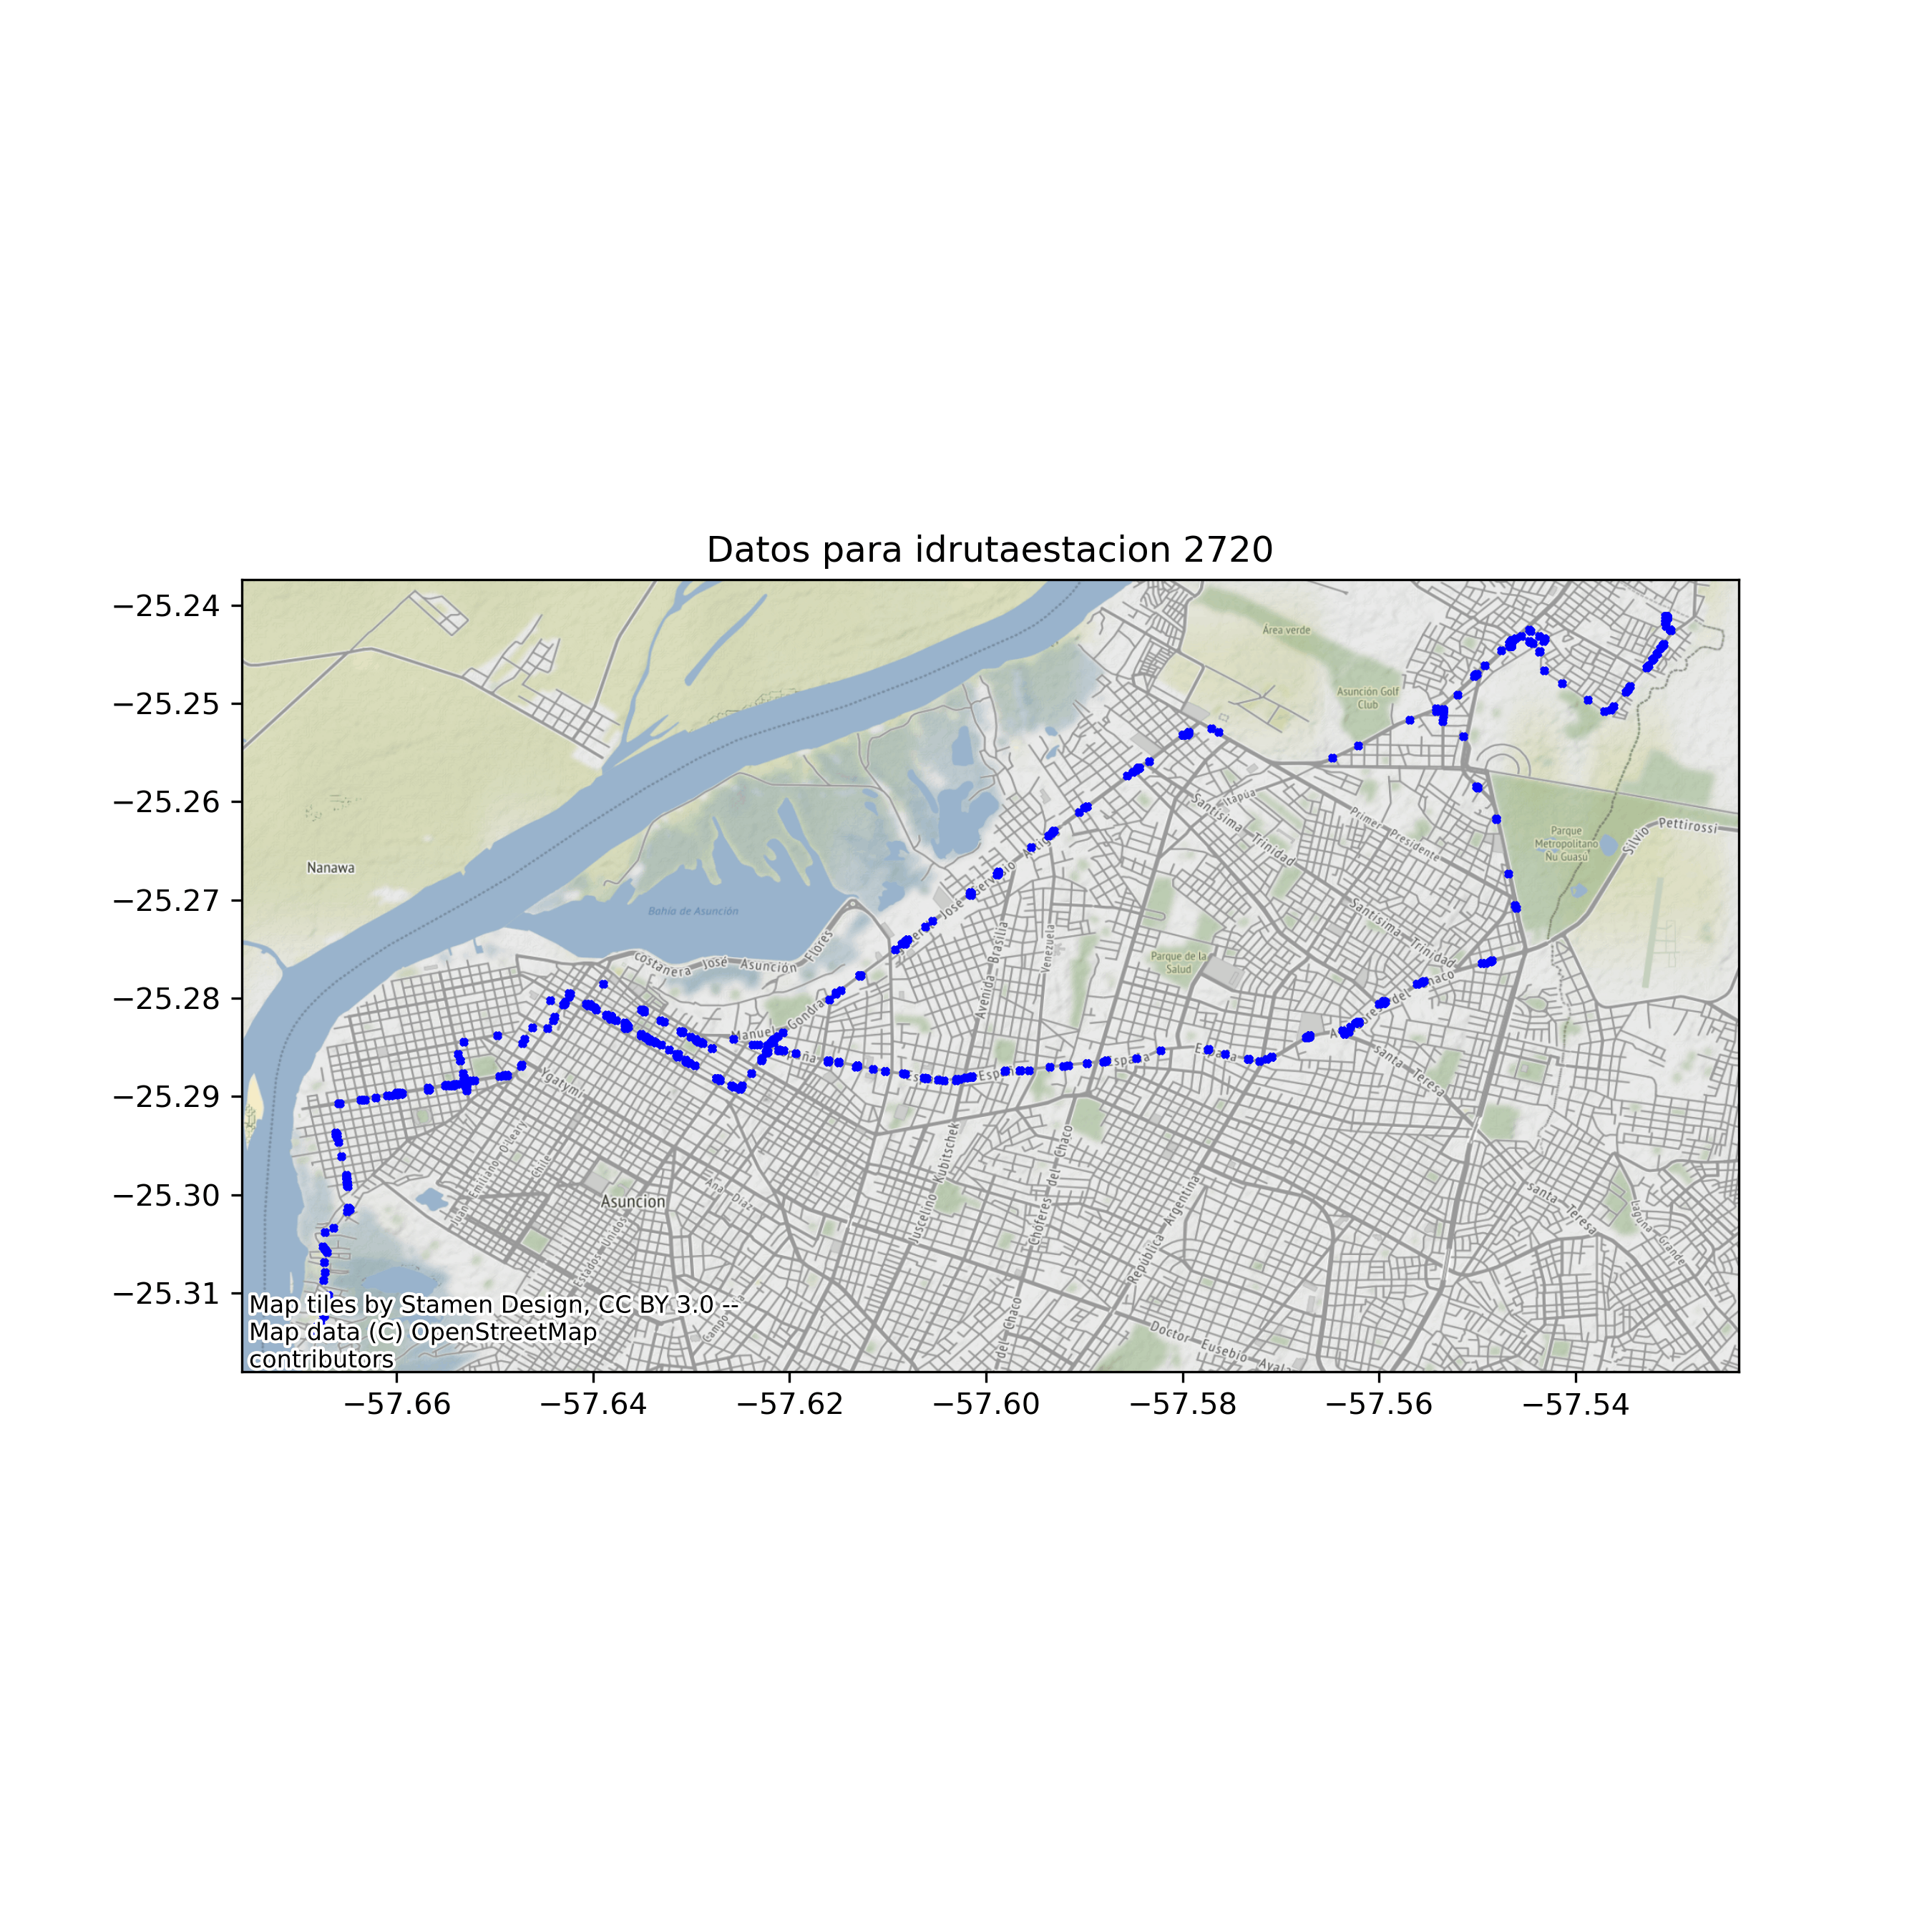 Datos para idrutaestacion 2720
−25.24
−25.25
−25.26
−25.27
−25.28
−25.29
−25.30
−25.31
Área verde
Asunción Golf
Club
Itapúa
Santísima Trinidad
Primer Presidente
Parque
Metropolitano
Ñu Guasu
Silvio Pettirossi
Nanawa
Bahía de Asunción
Costanera José Asunción Flores
Avenida Brasilia
Venezuela
Parque de la
Salud
Santísima Trinidad
Manuel Gondra
España
España
Santa Teresa
Ygatymí
Juan Emiliano O'Leary
Chile
Asuncion
Ana Díaz
Estados Unidos
Juscelino Kubitschek
Choferes del Chaco
República Argentina
Santa Teresa
Laguna Grande
del Chaco
Doctor Eusebio Ayala
Map tiles by Stamen Design, CC BY 3.0 --
Map data (C) OpenStreetMap
contributors
−57.66
−57.64
−57.62
−57.60
−57.58
−57.56
−57.54